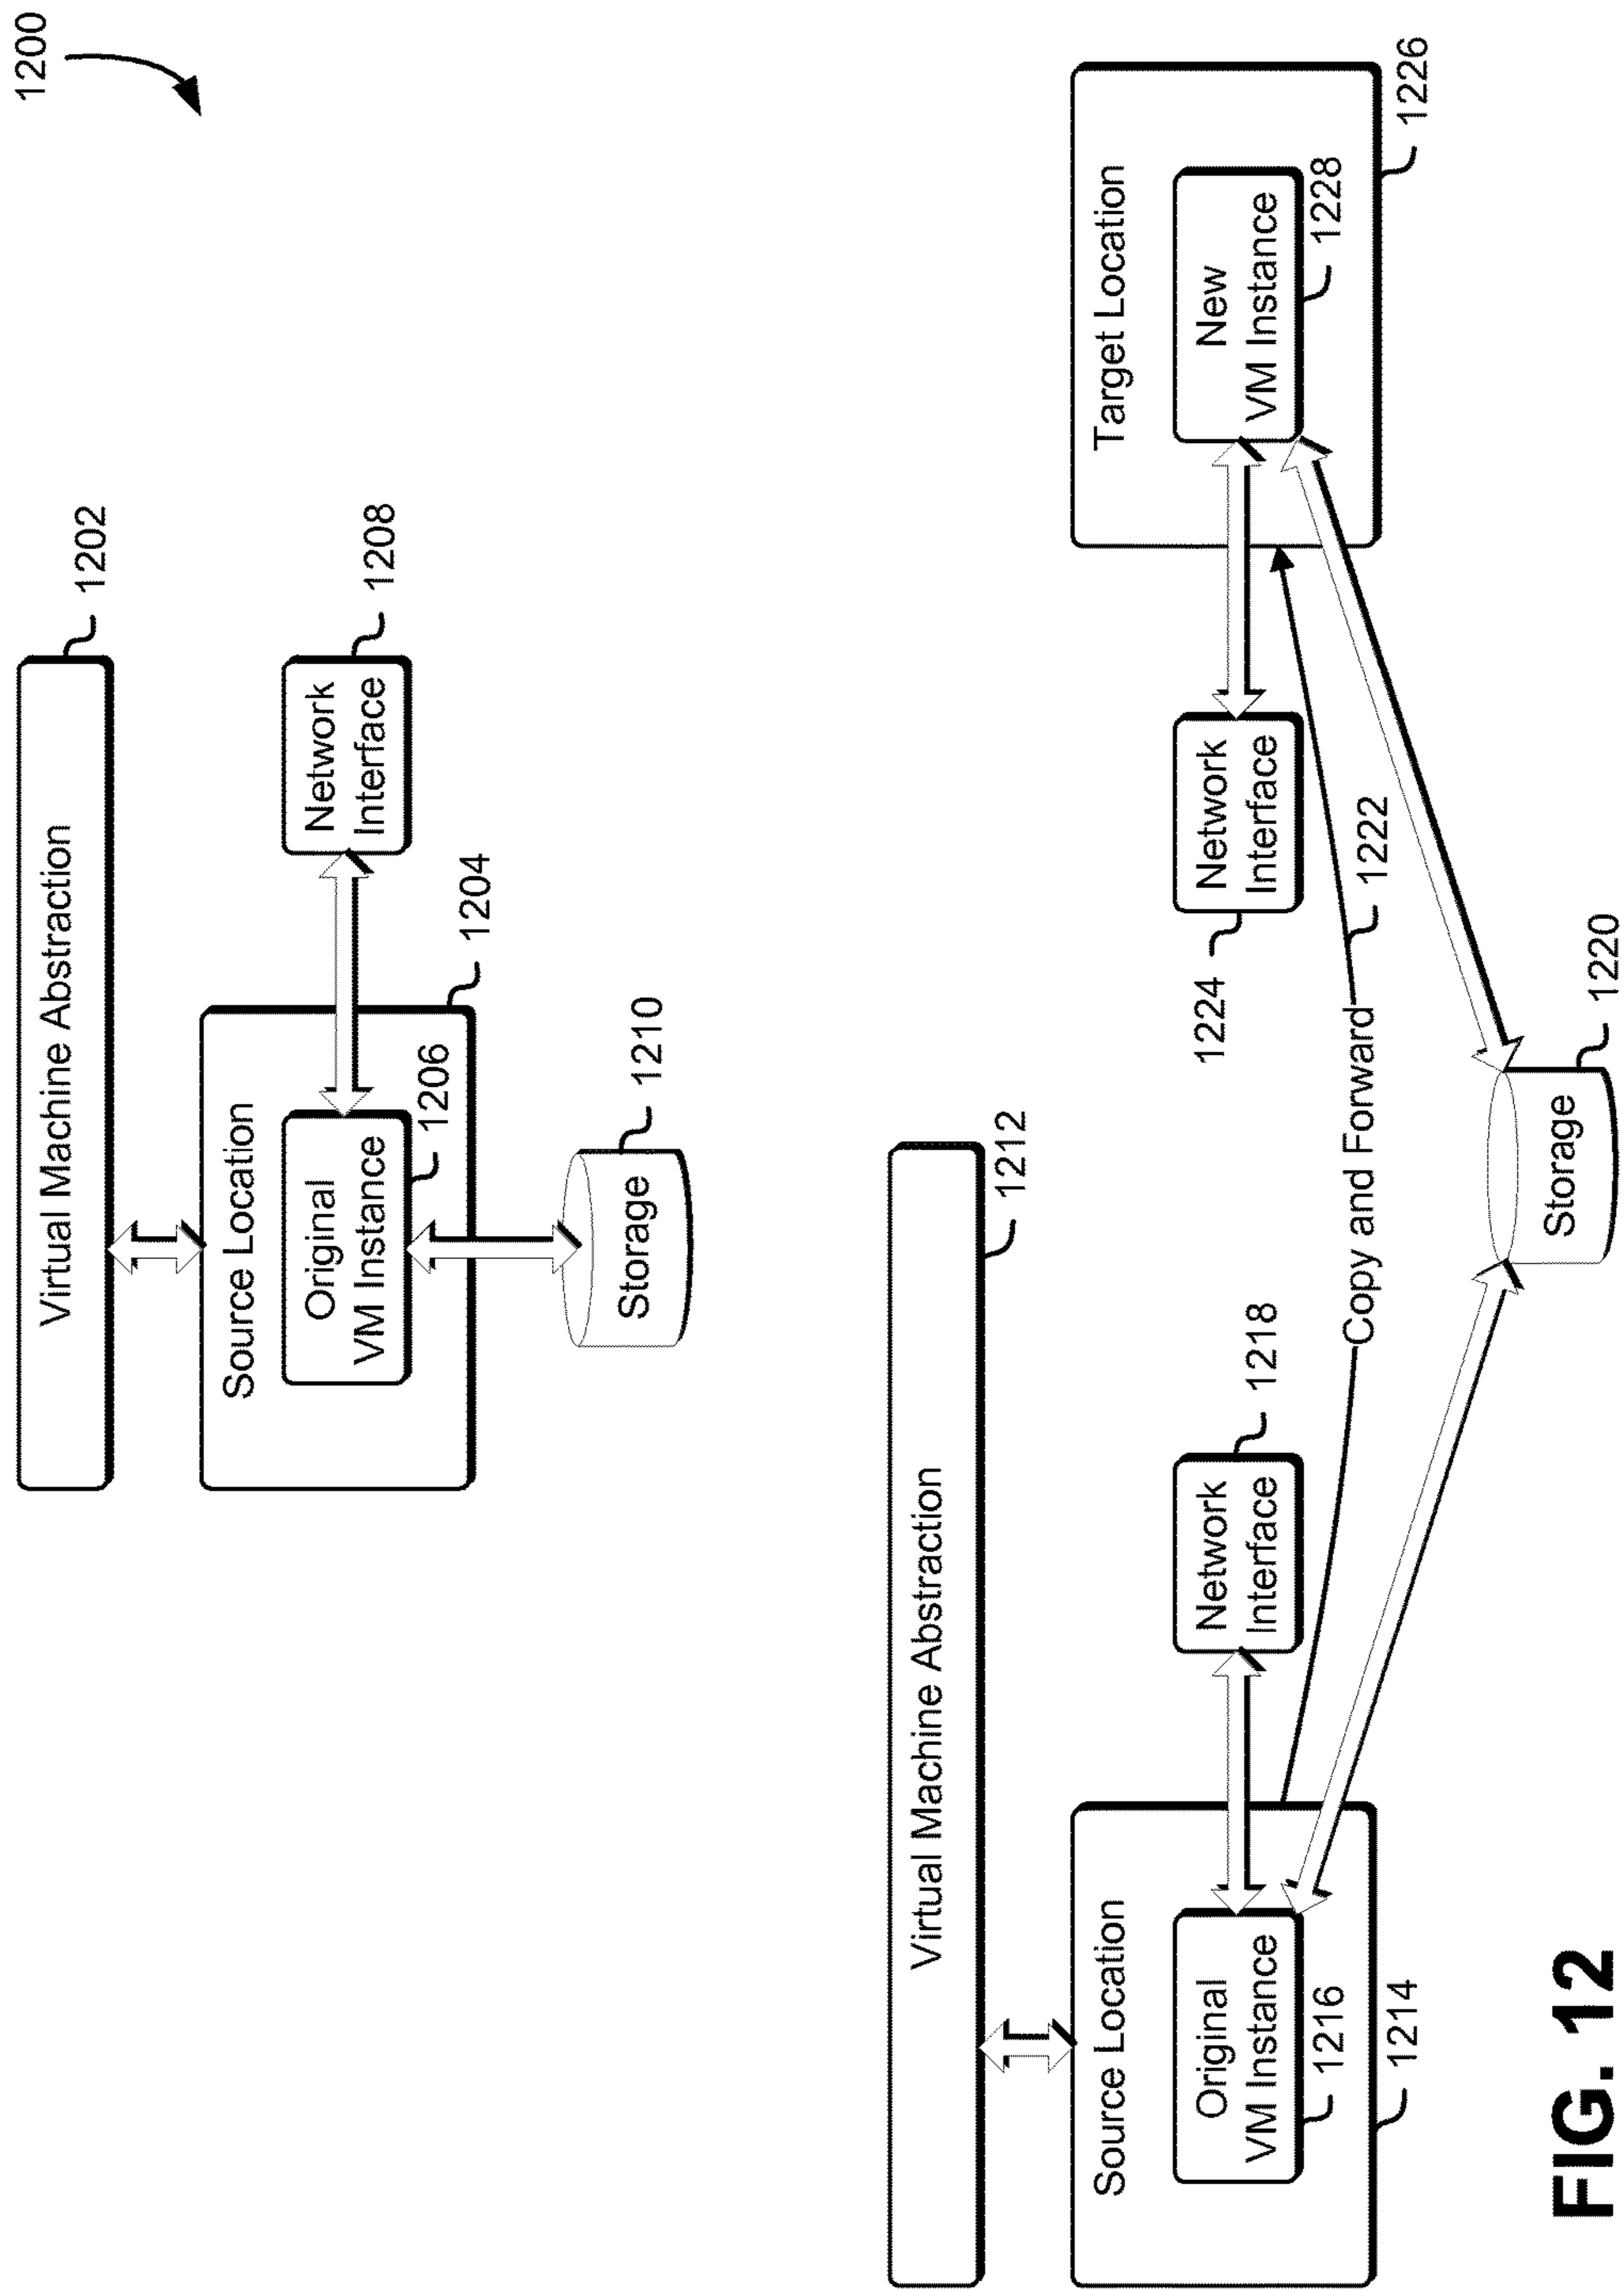 1200
Virtual Machine Abstraction
1202
Source Location
Original
VM Instance
1206
1204
Network
Interface
1208
Storage
1210
Virtual Machine Abstraction
1212
Source Location
Original
VM Instance
1216
1214
Network
Interface
1218
Copy and Forward
1222
Network
Interface
1224
Target Location
New
VM Instance
1228
1226
Storage
1220
FIG. 12